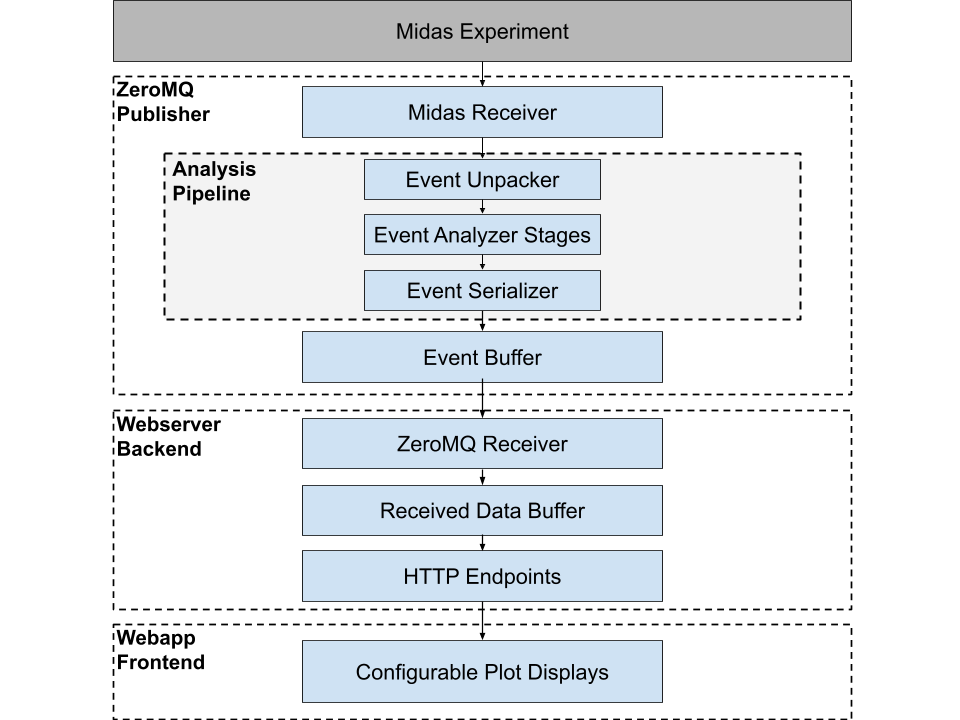 Midas Experiment
ZeroMQ
Publisher
Midas Receiver
Analysis
Pipeline
Event Unpacker
Event Analyzer Stages
Event Serializer
Event Buffer
Webserver
Backend
ZeroMQ Receiver
Received Data Buffer
HTTP Endpoints
Webapp
Frontend
Configurable Plot Displays